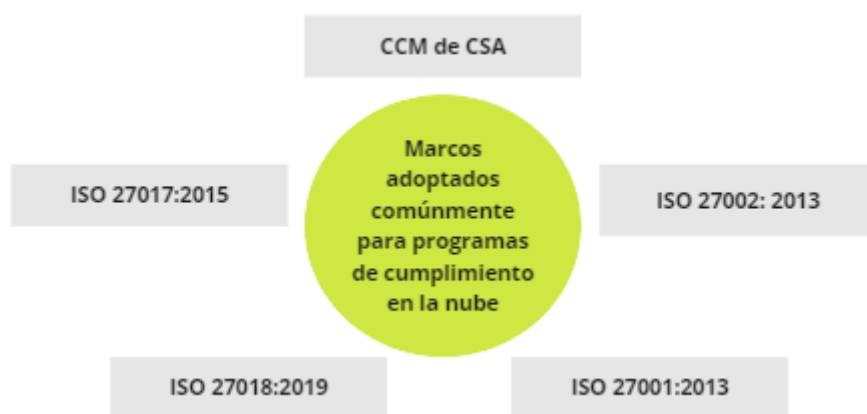 CCM de CSA
Marcos
adoptados
comúnmente
para programas
de cumplimiento
en la nube
ISO 27017:2015
ISO 27002: 2013
ISO 27018:2019
ISO 27001:2013